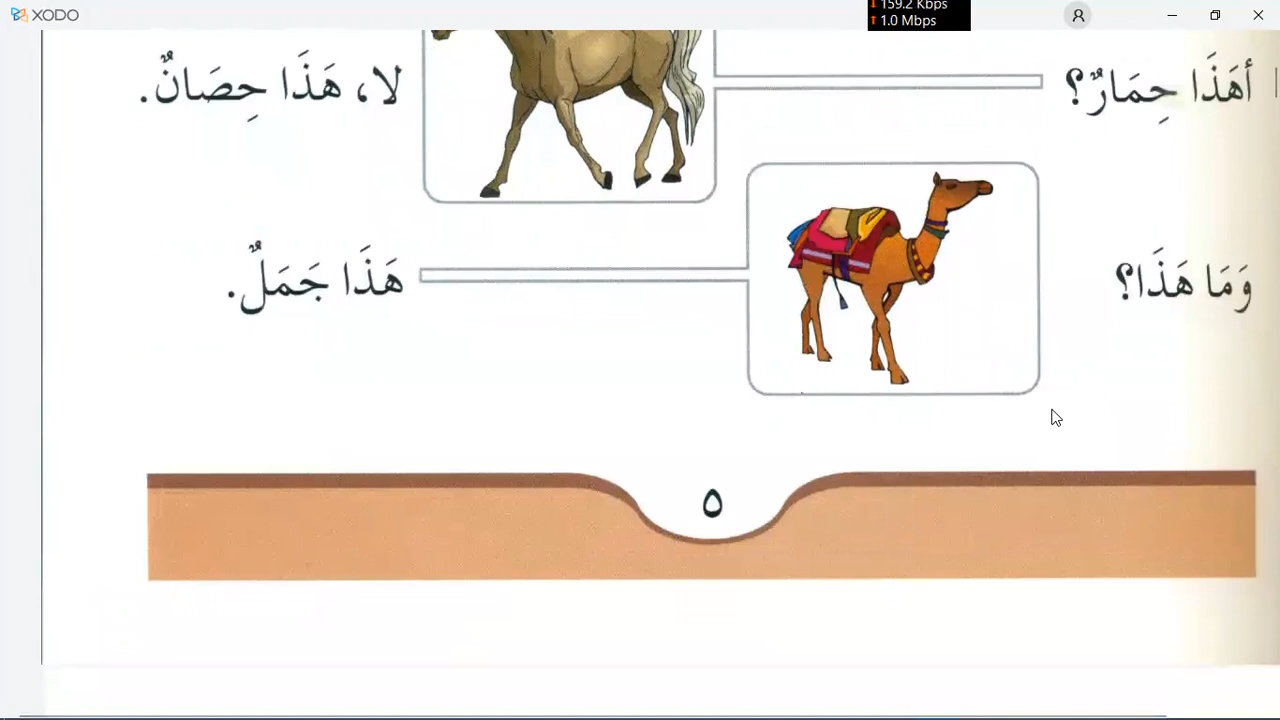 XODO
159.2 Kbps
1.0 Mbps
أَهَذَا حِمَارٌ؟
لا، هَذَا حِصَانٌ.
وَمَا هَذَا؟
هَذَا جَمَلٌ.
٥